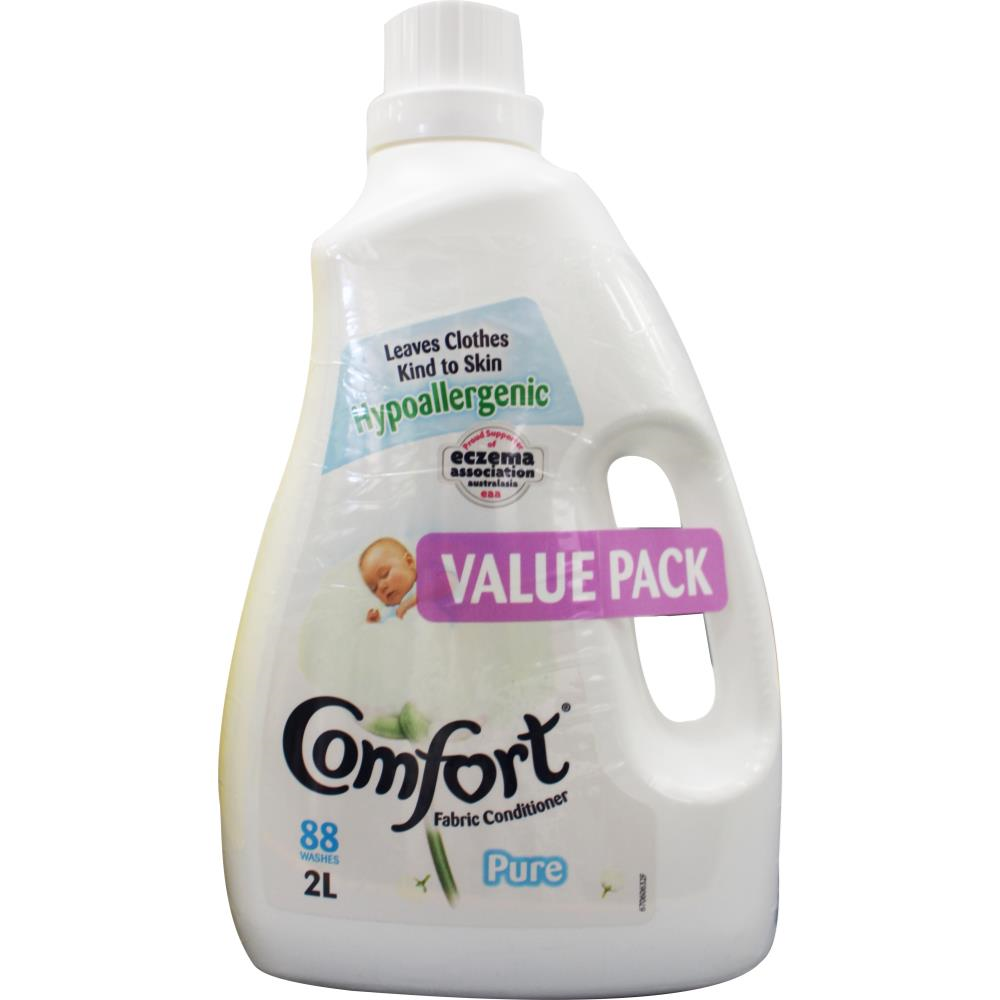 Leaves Clothes
Kind to Skin
Hypoallergenic
Proud Supporter
of
eczema
association
australasia
eaa
VALUE PACK
Comfort®
Fabric Conditioner
88
WASHES
2L
Pure
67060632F